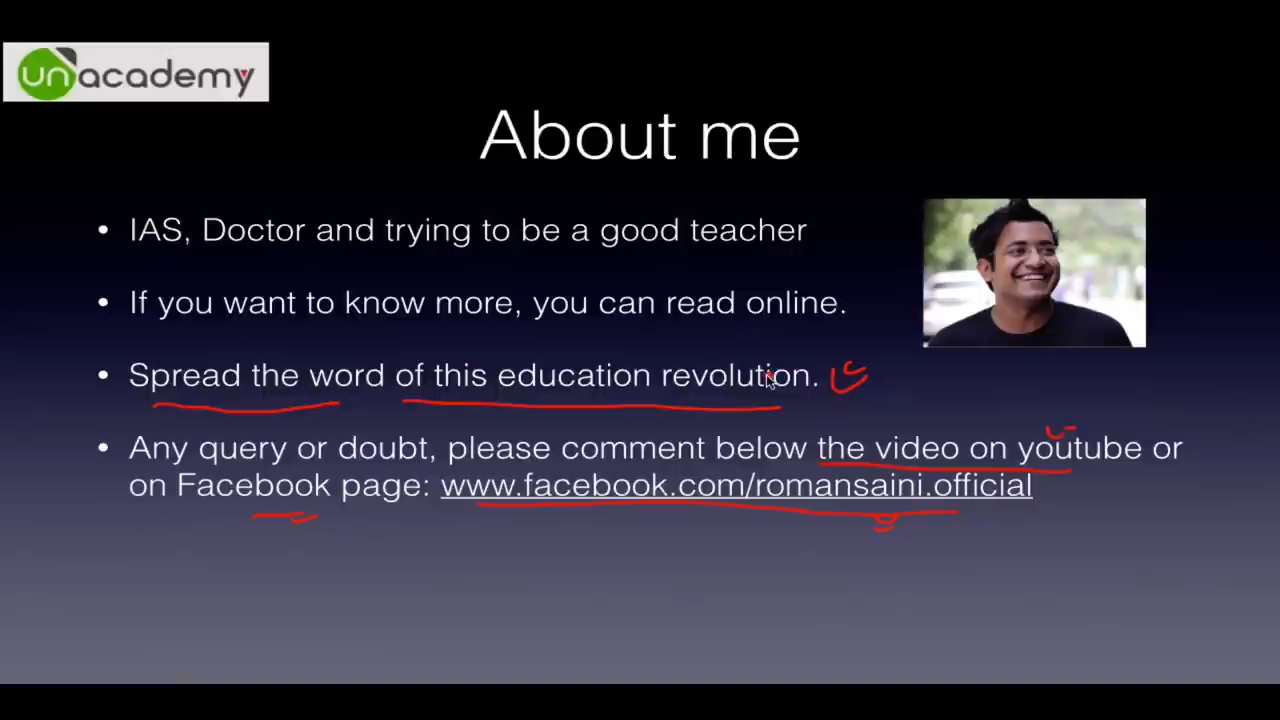 unacademy
About me
• IAS, Doctor and trying to be a good teacher
• If you want to know more, you can read online.
• Spread the word of this education revolution.
• Any query or doubt, please comment below the video on youtube or
on Facebook page: www.facebook.com/romansaini.official